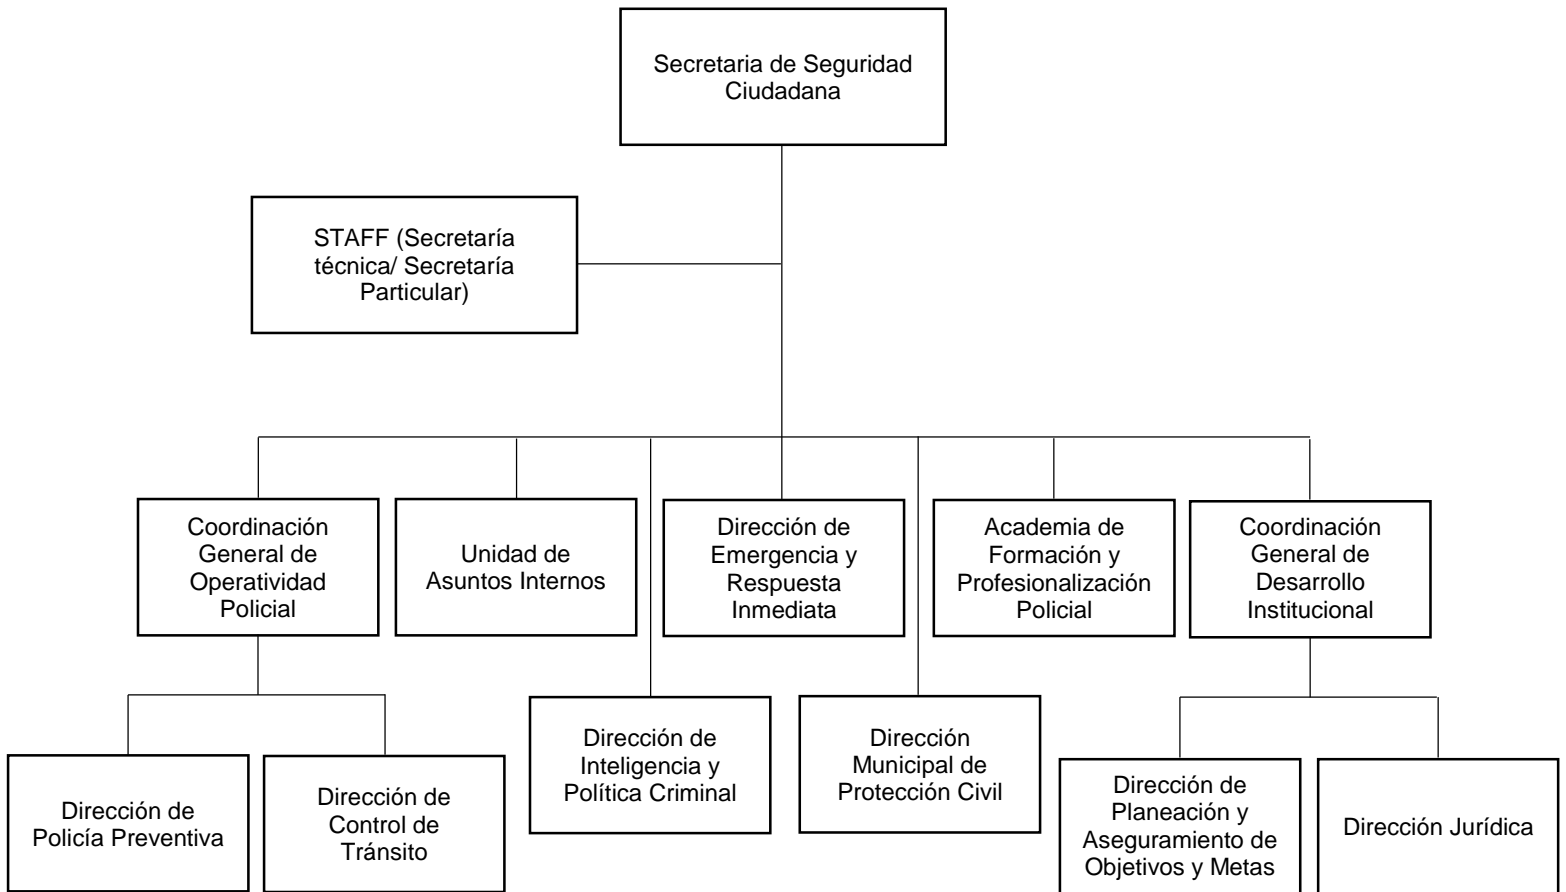 Secretaria de Seguridad
Ciudadana
STAFF (Secretaría
técnica/ Secretaría
Particular)
Coordinación
General de
Operatividad
Policial
Unidad de
Asuntos Internos
Dirección de
Emergencia y
Respuesta
Inmediata
Academia de
Formación y
Profesionalización
Policial
Coordinación
General de
Desarrollo
Institucional
Dirección de
Policía Preventiva
Dirección de
Control de
Tránsito
Dirección de
Inteligencia y
Política Criminal
Dirección
Municipal de
Protección Civil
Dirección de
Planeación y
Aseguramiento de
Objetivos y Metas
Dirección Jurídica